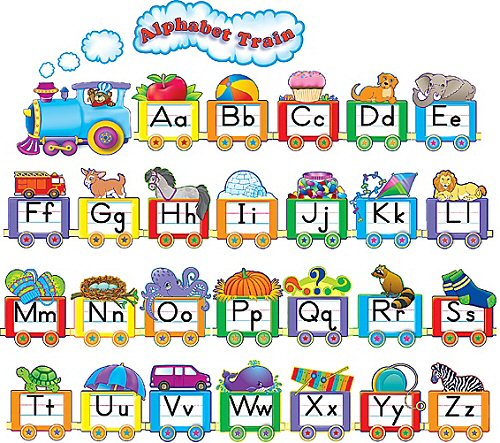 Alphabet Train
Aa Bb Cc Dd Ee
Ff Gg Hh Ii Jj Kk Ll
Mm Nn Oo Pp Qq Rr Ss
Tt Uu Vv Ww Xx Yy Zz